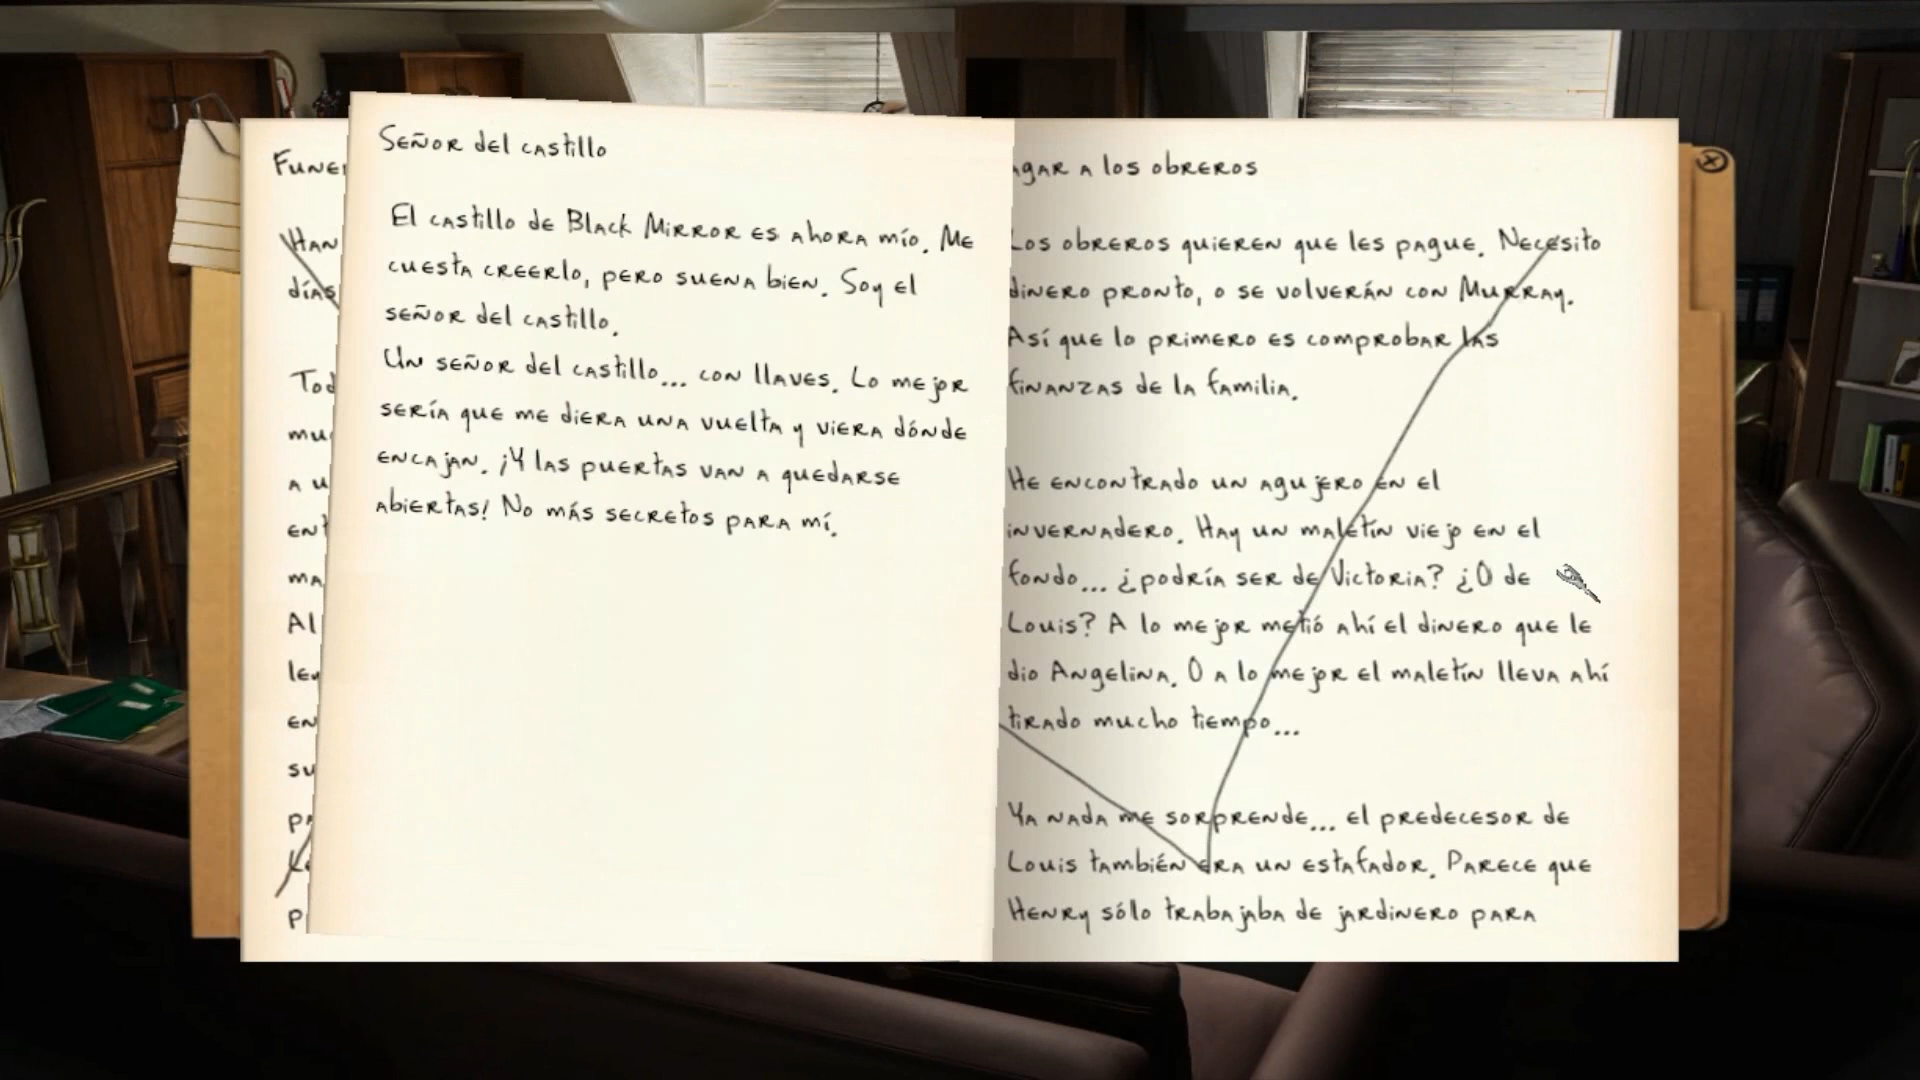 Señor del castillo
El castillo de Black Mirror es ahora mío. Me
cuesta creerlo, pero suena bien. Soy el
señor del castillo.
Un señor del castillo... con llaves. Lo mejor
sería que me diera una vuelta y viera dónde
encajan. ¡Y las puertas van a quedarse
abiertas! No más secretos para mí.
Han
días
a u
a los obreros
Los obreros quieren que les pague. Necesito
dinero pronto, o se volverán con Murray.
Así que lo primero es comprobar las
finanzas de la familia.
He encontrado un agujero en el
invernadero. Hay un maletín viejo en el
fondo... ¿podría ser de Victoria? ¿O de
Louis? A lo mejor metió ahí el dinero que le
dio Angelina. O a lo mejor el maletín lleva ahí
tirado mucho tiempo...
Ya nada me sorprende... el predecesor de
Louis también era un estafador. Parece que
Henry sólo trabajaba de jardinero para